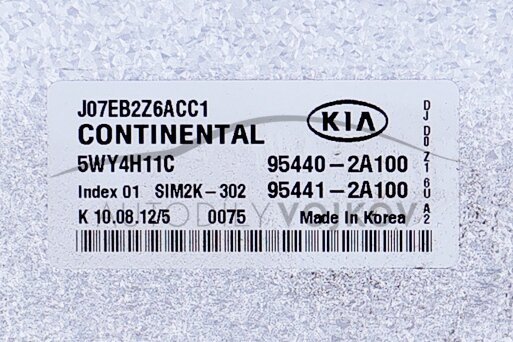 J07EB2Z6ACC1
CONTINENTAL KIA
5WY4H11C 95440-2A100
Index 01 SIM2K-302 95441-2A100
K 10.08.12/5 0075 Made In Korea
DJ D0 Z1 6U A2
AUTODILY VOJKOV